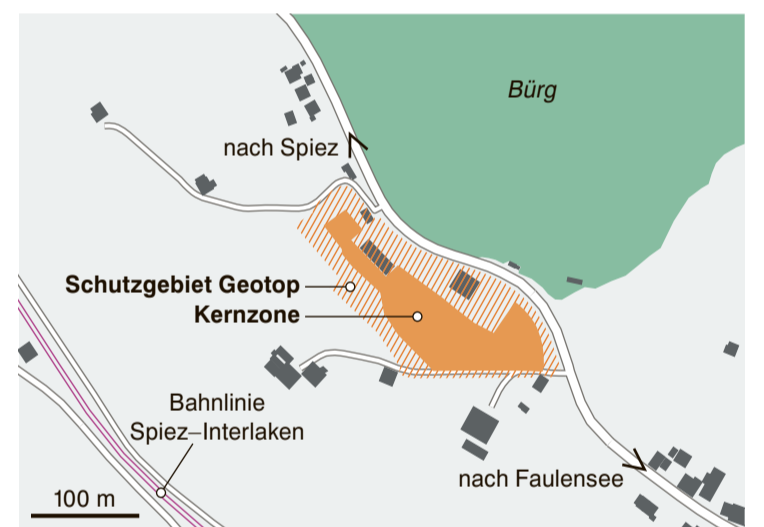 Bürg
nach Spiez
Schutzgebiet Geotop
Kernzone
Bahnlinie
Spiez–Interlaken
nach Faulensee
100 m